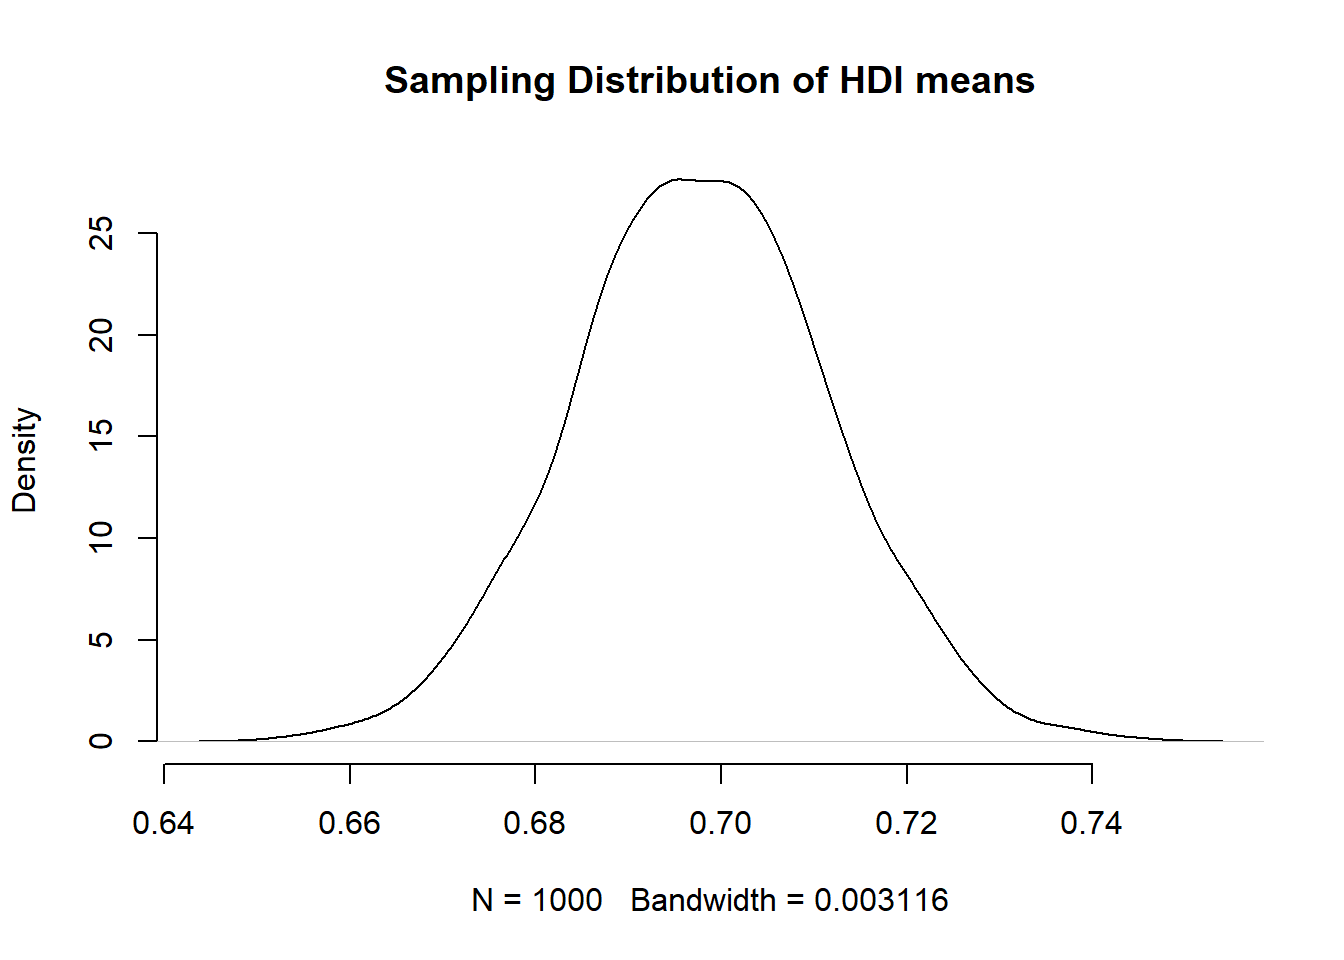 Sampling Distribution of HDI means
Density
25
20
15
10
5
0
0.64 0.66 0.68 0.70 0.72 0.74
N = 1000 Bandwidth = 0.003116